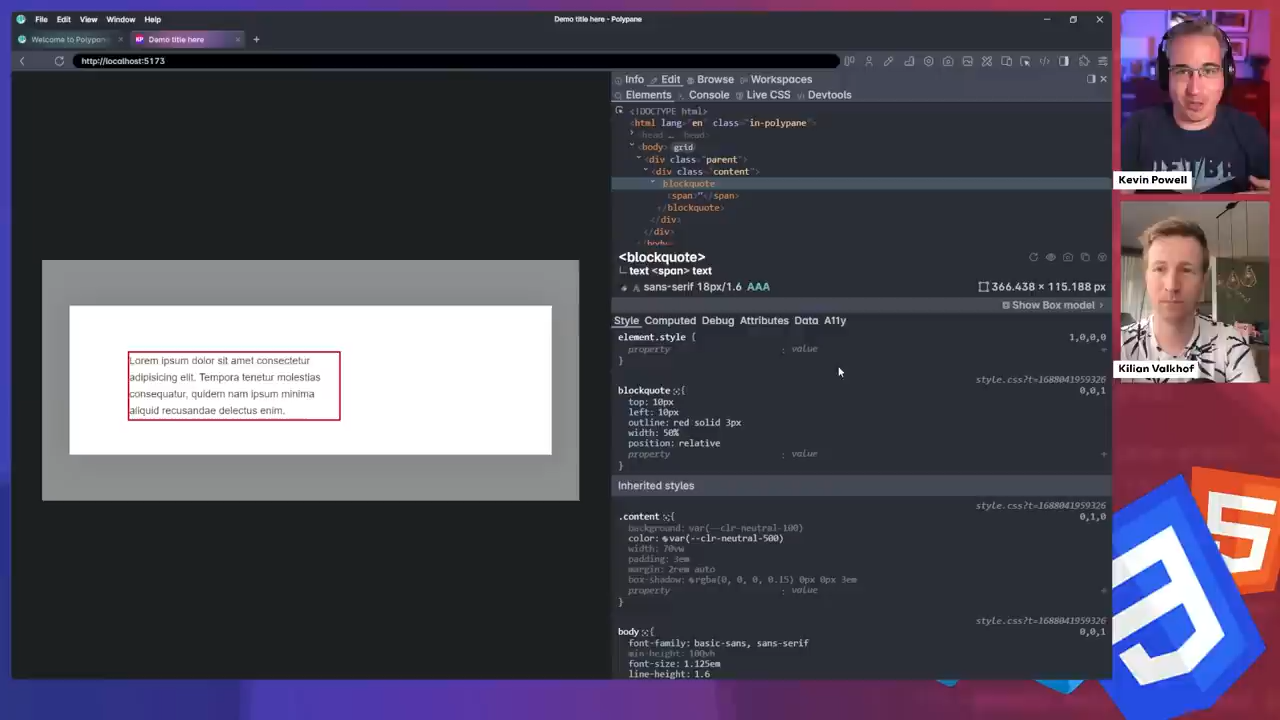 File Edit View Window Help
Demo title here - Polypane
Welcome to Polypan
KP Demo title here
http://localhost:5173
Info Edit Browse Workspaces
Elements Console Live CSS Devtools
<!DOCTYPE html>
<html lang="en" class="in-polypane">
<head … head>
<body> grid
<div class="parent">
<div class="content">
blockquote
<span>"</span>
</blockquote>
</div>
</div>
<blockquote>
text <span> text
sans-serif 18px/1.6 AAA
366.438 × 115.188 px
Show Box model
Style Computed Debug Attributes Data A11y
element.style {
1,0,0,0
property : value
}
style.css?t=1688041959326
blockquote {
0,0,1
top: 10px
left: 10px
outline: red solid 3px
width: 50%
position: relative
property : value
}
Inherited styles
style.css?t=1688041959326
.content {
0,1,0
background: var(--clr-neutral-100)
color: var(--clr-neutral-500)
width: 70vw
padding: 3em
margin: 2rem auto
box-shadow: rgba(0, 0, 0, 0.15) 0px 0px 3em
property : value
}
style.css?t=1688041959326
body {
0,0,1
font-family: basic-sans, sans-serif
min-height: 100vh
font-size: 1.125em
line-height: 1.6
Lorem ipsum dolor sit amet consectetur
adipisicing elit. Tempora tenetur molestias
consequatur, quidem nam ipsum minima
aliquid recusandae delectus enim.
Kevin Powell
Kilian Valkhof